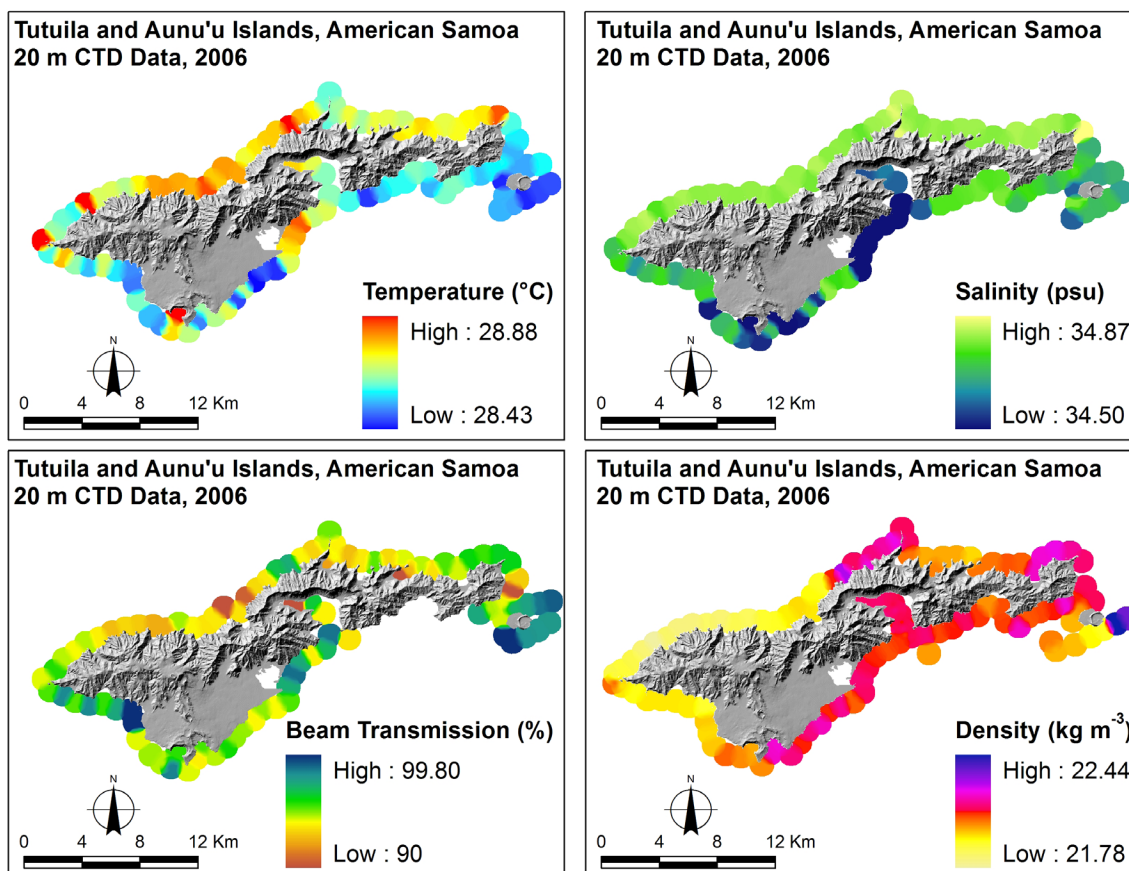 Tutuila and Aunu'u Islands, American Samoa
20 m CTD Data, 2006
Temperature (°C)
High : 28.88
Low : 28.43
N
0 4 8 12 Km
Tutuila and Aunu'u Islands, American Samoa
20 m CTD Data, 2006
Salinity (psu)
High : 34.87
Low : 34.50
N
0 4 8 12 Km
Tutuila and Aunu'u Islands, American Samoa
20 m CTD Data, 2006
Beam Transmission (%)
High : 99.80
Low : 90
N
0 4 8 12 Km
Tutuila and Aunu'u Islands, American Samoa
20 m CTD Data, 2006
Density (kg m⁻³)
High : 22.44
Low : 21.78
N
0 4 8 12 Km